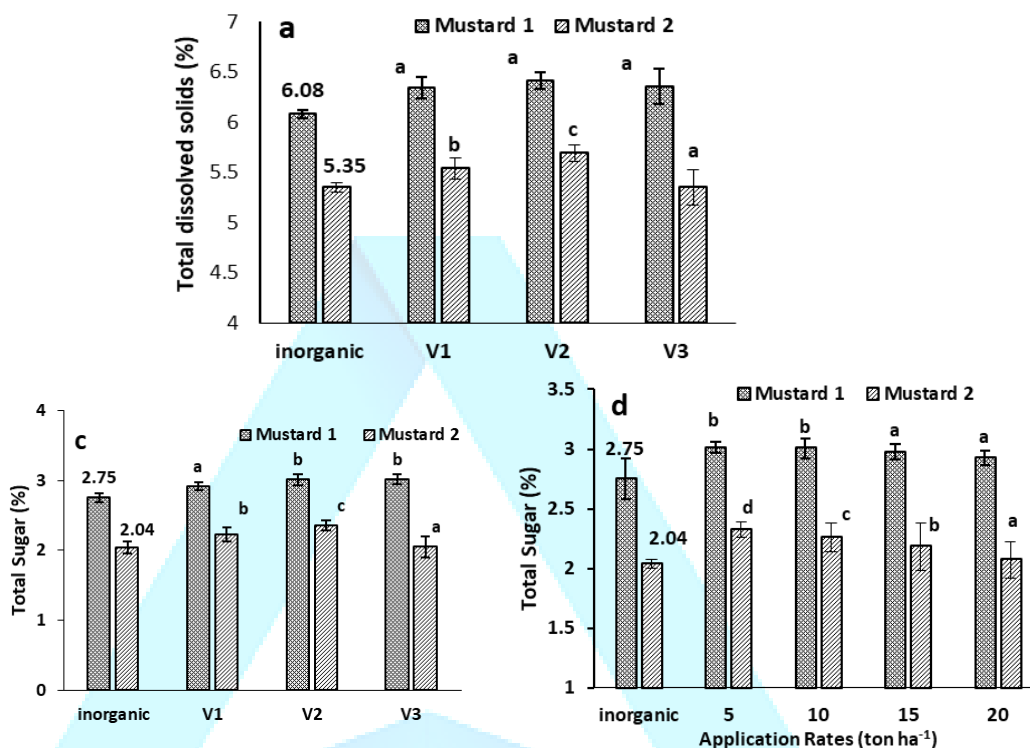 a
Mustard 1 Mustard 2
Total dissolved solids (%)
7
6.5
6
5.5
5
4.5
4
6.08
5.35
a
b
a
c
a
a
inorganic V1 V2 V3
c
Mustard 1 Mustard 2
Total Sugar (%)
4
3
2
1
0
2.75
2.04
a
b
b
c
b
a
inorganic V1 V2 V3
d
Mustard 1 Mustard 2
Total Sugar (%)
3.5
3
2.5
2
1.5
1
2.75
2.04
b
d
b
c
a
b
a
a
inorganic 5 10 15 20
Application Rates (ton ha⁻¹)